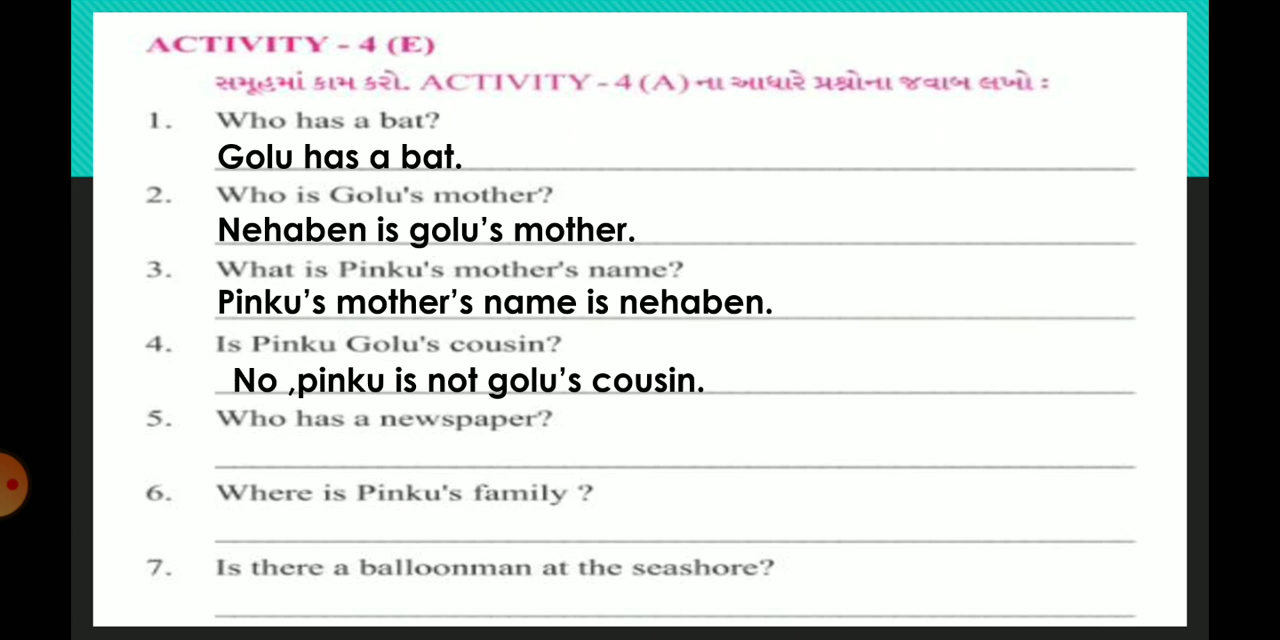 ACTIVITY - 4 (E)
સમૂહમાં કામ કરો. ACTIVITY - 4 (A) ના આધારે પ્રશ્નોના જવાબ લખો :
1. Who has a bat?
Golu has a bat.
2. Who is Golu's mother?
Nehaben is golu’s mother.
3. What is Pinku's mother's name?
Pinku’s mother’s name is nehaben.
4. Is Pinku Golu's cousin?
No ,pinku is not golu’s cousin.
5. Who has a newspaper?
6. Where is Pinku's family ?
7. Is there a balloonman at the seashore?